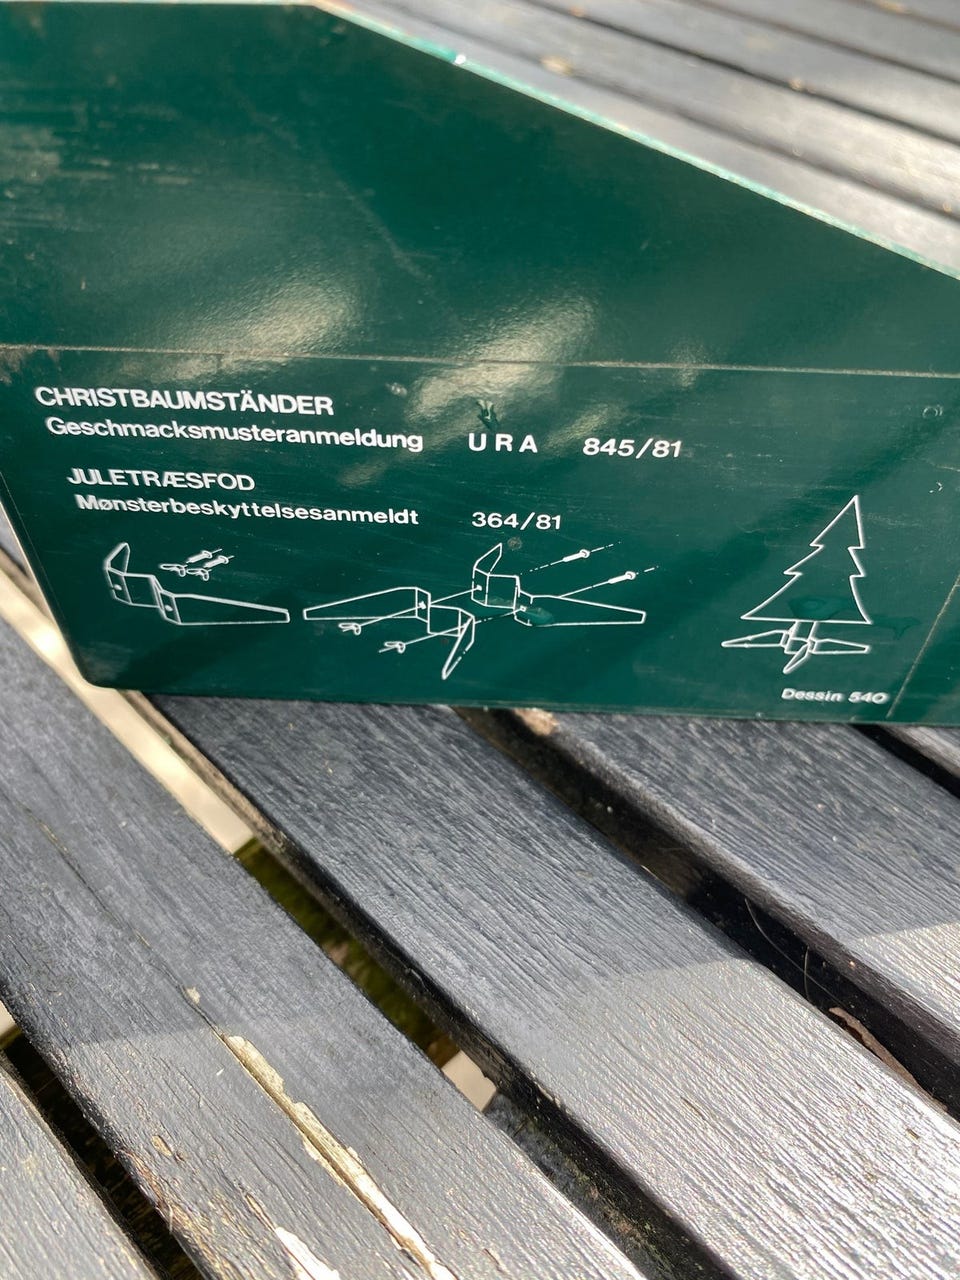 CHRISTBAUMSTÄNDER
Geschmacksmusteranmeldung URA 845/81
JULETRÆSFOD
Mønsterbeskyttelsesanmeldt 364/81
Dessin 540